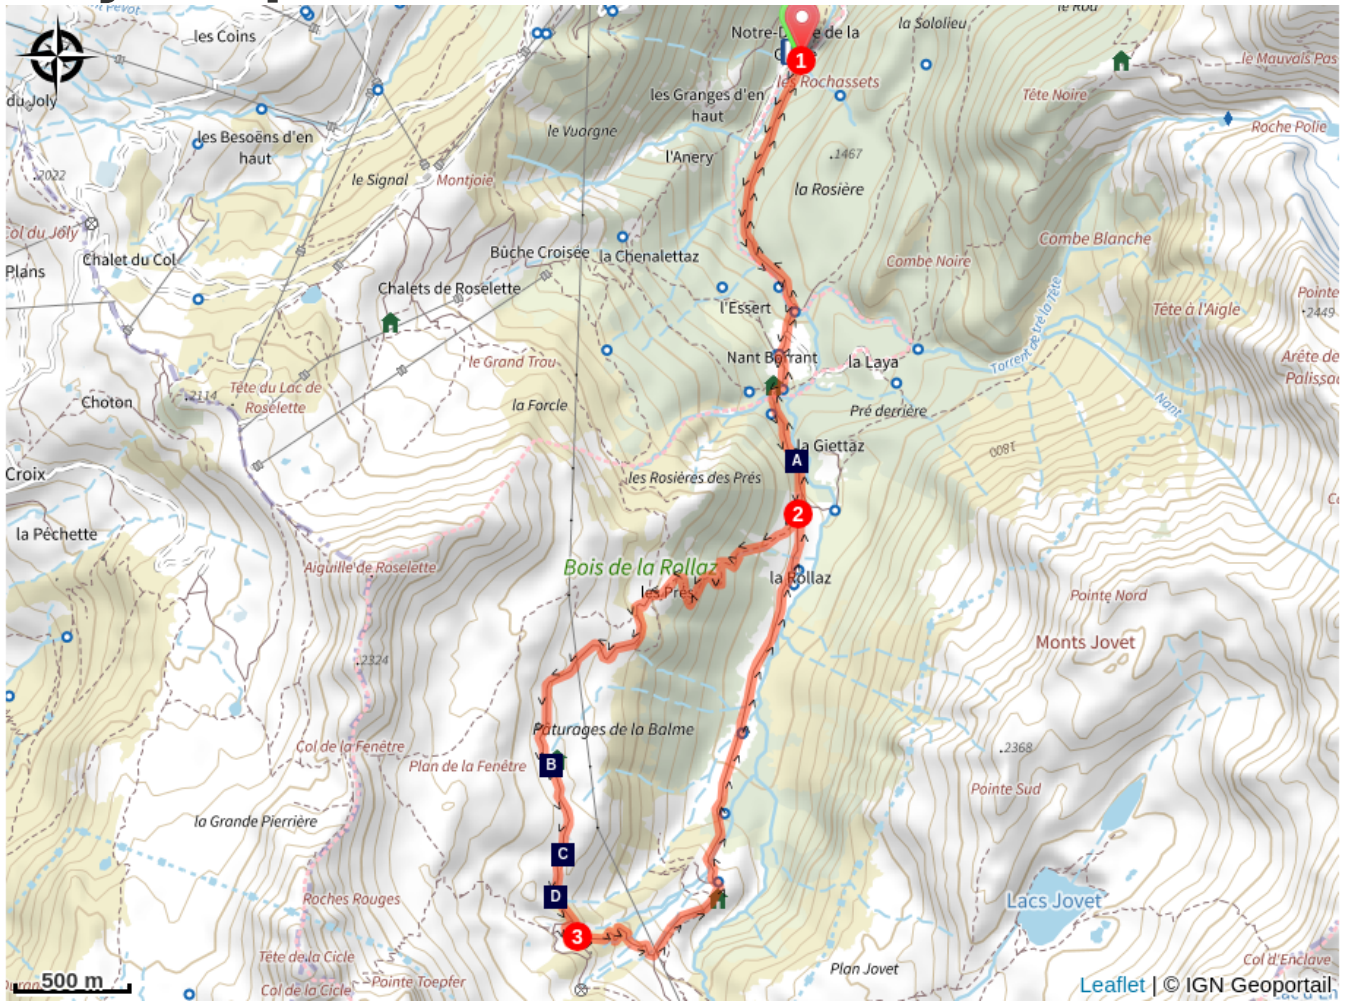 les Coins
Notre-D e de la
la Sololieu
le Rou
1
les Rochassets
le Mauvais Pas
du Joly
les Granges d'en
haut
Tête Noire
le Vuorgne
les Besoëns d'en
haut
Roche Polie
l'Anery
.1467
.2022
le Signal
Montjoie
la Rosière
Col du Joly
Combe Blanche
Chalet du Col
Bûche Croisée
la Chenalettaz
Combe Noire
Plans
Chalets de Roselette
l'Essert
Torrent de tré la Tête
Tête à l'Aigle
Pointe
.2449
le Grand Trou
Nant Borrant
la Laya
Arête de
Palissad
Tête du Lac de
Roselette
.2114
Choton
la Forcle
Pré derrière
Nant
la Giettaz
1800
A
Croix
les Rosières des Prés
2
la Péchette
Aiguille de Roselette
Bois de la Rollaz
les Prés
la Rollaz
Pointe Nord
Monts Jovet
.2324
Pâturages de la Balme
Col de la Fenêtre
Plan de la Fenêtre
B
.2368
Pointe Sud
la Grande Pierrière
C
D
Roches Rouges
Lacs Jovet
3
Tête de la Cicle
Plan Jovet
Col d'Enclave
500 m
Pointe Toepfer
Col de la Cicle
Leaflet | © IGN Geoportail